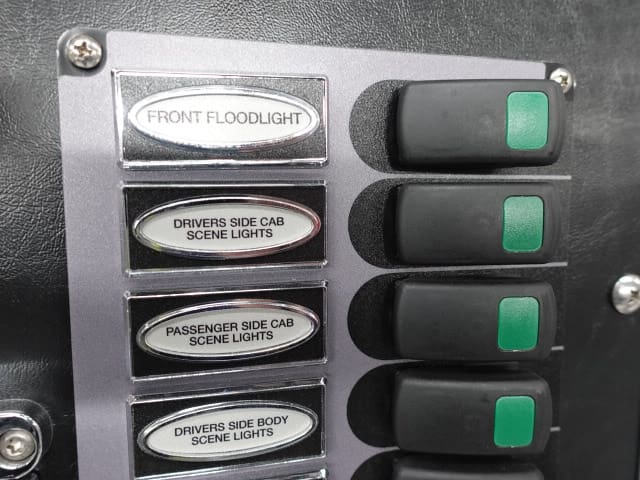 FRONT FLOODLIGHT
DRIVERS SIDE CAB
SCENE LIGHTS
PASSENGER SIDE CAB
SCENE LIGHTS
DRIVERS SIDE BODY
SCENE LIGHTS